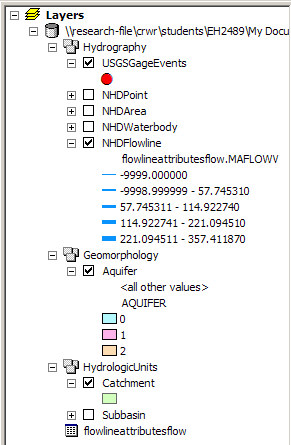 Layers
\\research-file\crwr\students\EH2489\My Docu
Hydrography
USGSGageEvents
NHDPoint
NHDArea
NHDWaterbody
NHDFlowline
flowlineattributesflow.MAFLOWV
-9999.000000
-9998.999999 - 57.745310
57.745311 - 114.922740
114.922741 - 221.094510
221.094511 - 357.411870
Geomorphology
Aquifer
<all other values>
AQUIFER
0
1
2
HydrologicUnits
Catchment
Subbasin
flowlineattributesflow